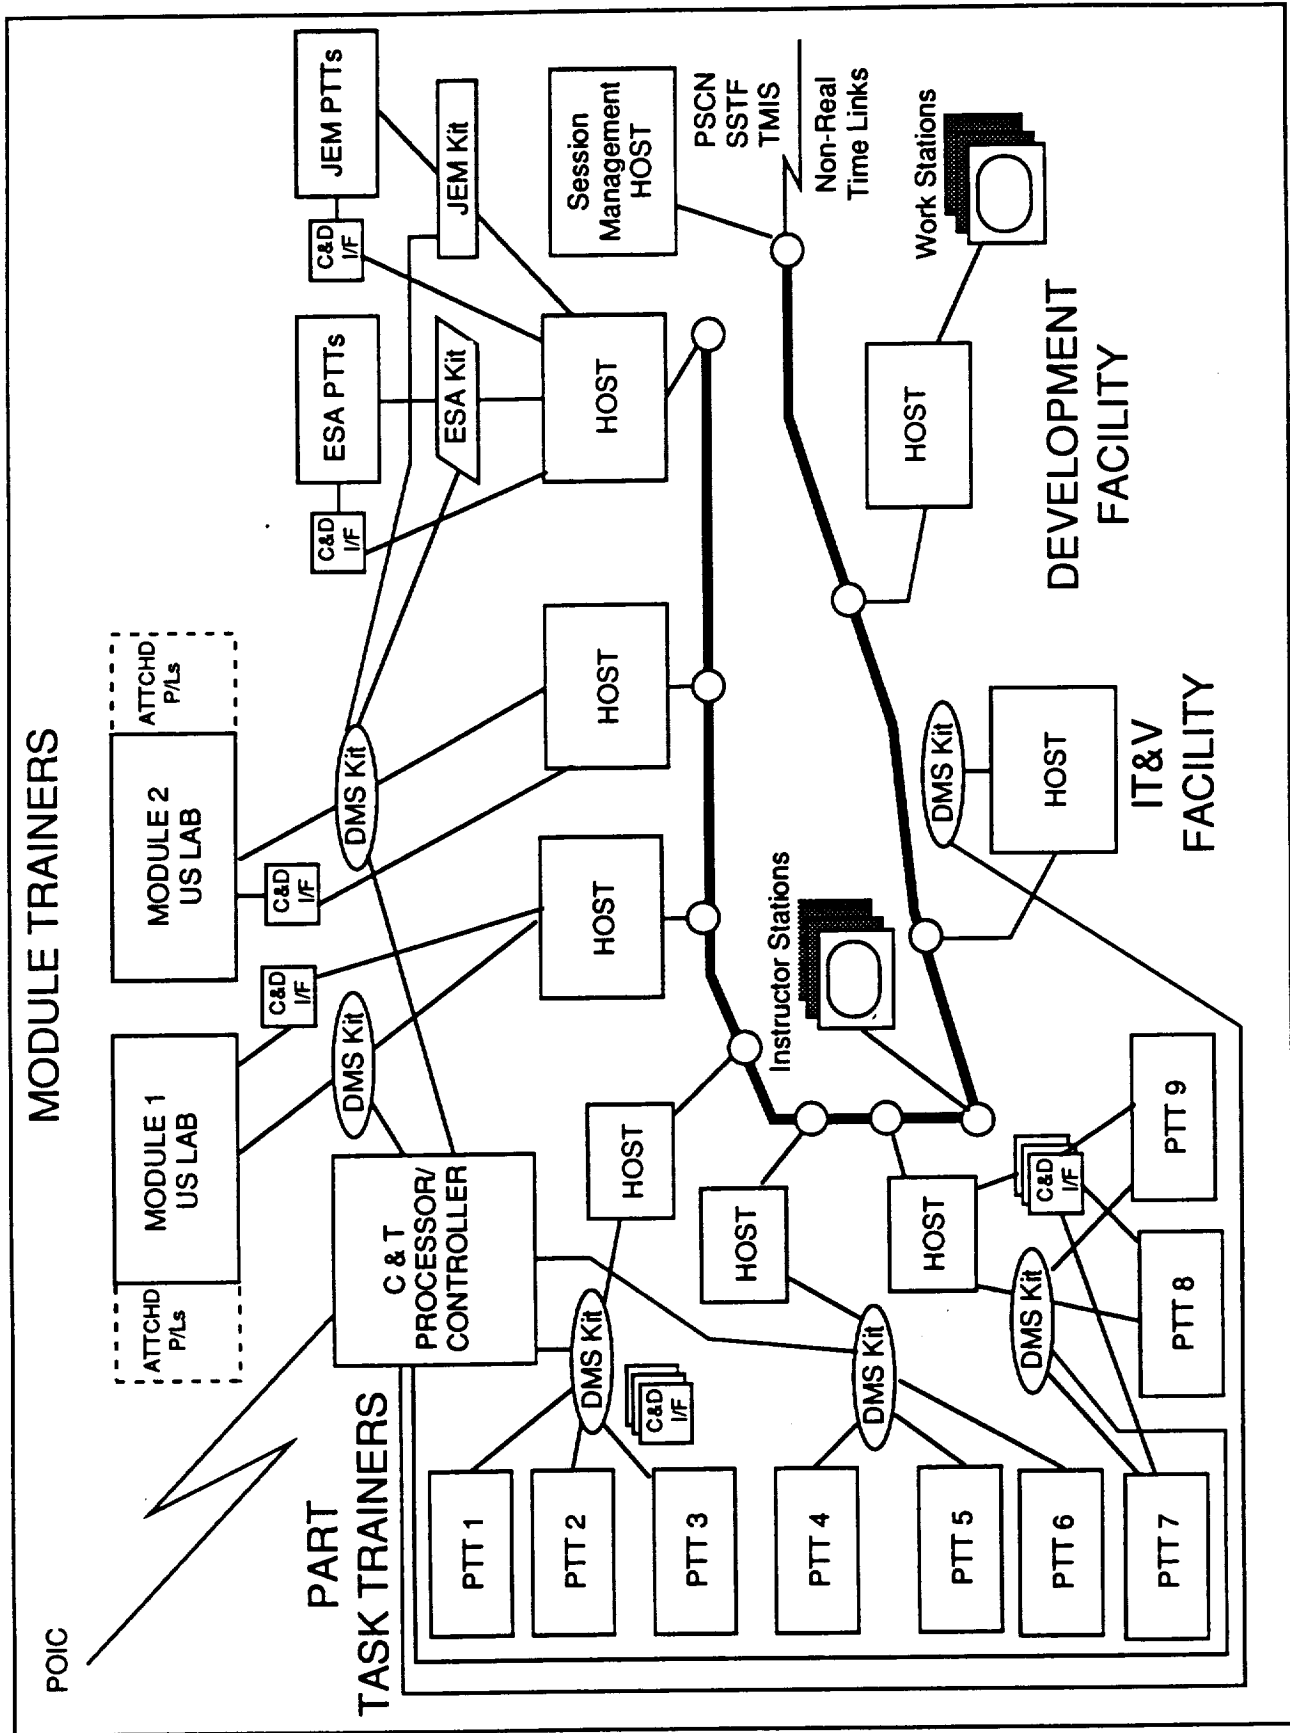 MODULE TRAINERS
POIC
ATTCHD
P/Ls
MODULE 1
US LAB
MODULE 2
US LAB
ATTCHD
P/Ls
C&D
I/F
C&D
I/F
DMS Kit
DMS Kit
C&D
I/F
ESA PTTs
C&D
I/F
JEM PTTs
ESA Kit
JEM Kit
PART
TASK TRAINERS
C & T
PROCESSOR/
CONTROLLER
HOST
HOST
HOST
Session
Management
HOST
PTT 1
PTT 2
PTT 3
DMS Kit
C&D
I/F
HOST
PSCN
SSTF
TMIS
Non-Real
Time Links
HOST
Instructor Stations
PTT 4
DMS Kit
PTT 5
PTT 6
PTT 7
HOST
DMS Kit
C&D
I/F
PTT 8
PTT 9
DMS Kit
HOST
IT&V
FACILITY
HOST
Work Stations
DEVELOPMENT
FACILITY